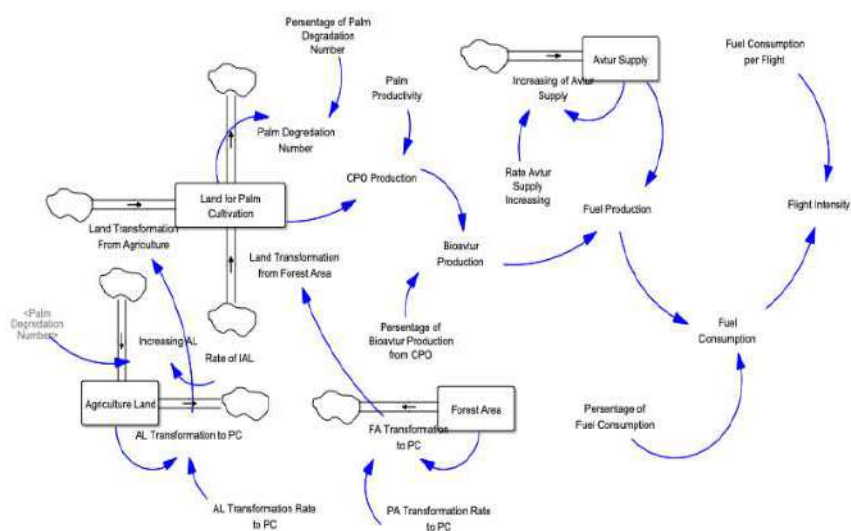 Persentage of Palm
Degradation Number
Palm
Productivity
Avtur Supply
Increasing of Avtur
Supply
Fuel Consumption
per Flight
Palm Degredation
Number
CPO Production
Rate Avtur
Supply
Increasing
Land for Palm
Cultivation
Fuel Production
Flight Intensity
Land Transformation
From Agriculture
Land Transformation
from Forest Area
Bioavtur
Production
<Palm
Degredation
Number>
Increasing AL
Rate of IAL
Persentage of
Bioavtur Production
from CPO
Fuel
Consumption
Agriculture Land
AL Transformation to PC
Forest Area
FA Transformation
to PC
Persentage of
Fuel Consumption
AL Transformation Rate
to PC
PA Transformation Rate
to PC